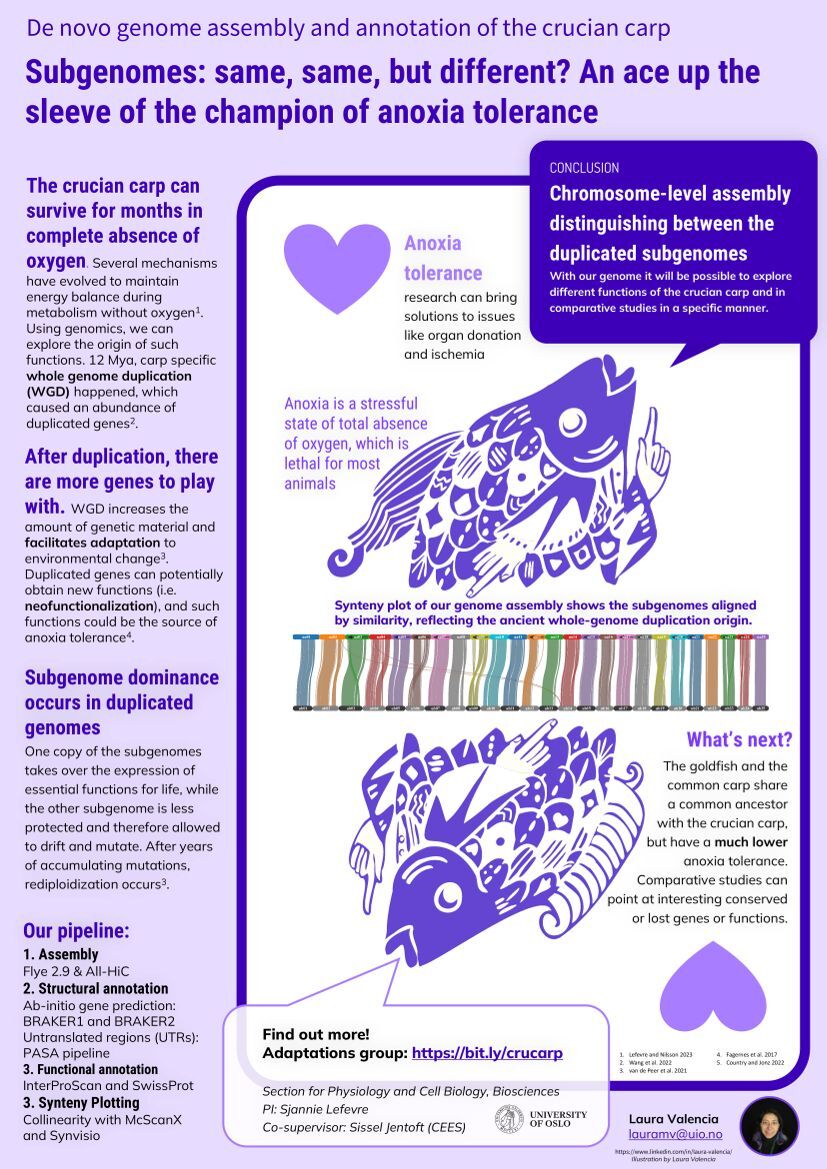 De novo genome assembly and annotation of the crucian carp
Subgenomes: same, same, but different? An ace up the
sleeve of the champion of anoxia tolerance
The crucian carp can
survive for months in
complete absence of
oxygen. Several mechanisms
have evolved to maintain
energy balance during
metabolism without oxygen¹.
Using genomics, we can
explore the origin of such
functions. 12 Mya, carp specific
whole genome duplication
(WGD) happened, which
caused an abundance of
duplicated genes².
After duplication, there
are more genes to play
with. WGD increases the
amount of genetic material and
facilitates adaptation to
environmental change³.
Duplicated genes can potentially
obtain new functions (i.e.
neofunctionalization), and such
functions could be the source of
anoxia tolerance⁴.
Subgenome dominance
occurs in duplicated
genomes
One copy of the subgenomes
takes over the expression of
essential functions for life, while
the other subgenome is less
protected and therefore allowed
to drift and mutate. After years
of accumulating mutations,
rediploidization occurs³.
Our pipeline:
1. Assembly
Flye 2.9 & All-HiC
2. Structural annotation
Ab-initio gene prediction:
BRAKER1 and BRAKER2
Untranslated regions (UTRs):
PASA pipeline
3. Functional annotation
InterProScan and SwissProt
3. Synteny Plotting
Collinearity with McScanX
and Synvisio
Anoxia
tolerance
research can bring
solutions to issues
like organ donation
and ischemia
CONCLUSION
Chromosome-level assembly
distinguishing between the
duplicated subgenomes
With our genome it will be possible to explore
different functions of the crucian carp and in
comparative studies in a specific manner.
Anoxia is a stressful
state of total absence
of oxygen, which is
lethal for most
animals
Synteny plot of our genome assembly shows the subgenomes aligned
by similarity, reflecting the ancient whole-genome duplication origin.
What's next?
The goldfish and the
common carp share
a common ancestor
with the crucian carp,
but have a much lower
anoxia tolerance.
Comparative studies can
point at interesting conserved
or lost genes or functions.
Find out more!
Adaptations group: https://bit.ly/crucarp
Section for Physiology and Cell Biology, Biosciences
PI: Sjannie Lefevre
Co-supervisor: Sissel Jentoft (CEES)
UNIVERSITY
OF OSLO
1. Lefevre and Nilsson 2023
2. Wang et al. 2022
3. van de Peer et al. 2021
4. Fagernes et al. 2017
5. Country and Jonz 2022
Laura Valencia
lauramv@uio.no
https://www.linkedin.com/in/laura-valencia/
Illustration by Laura Valencia